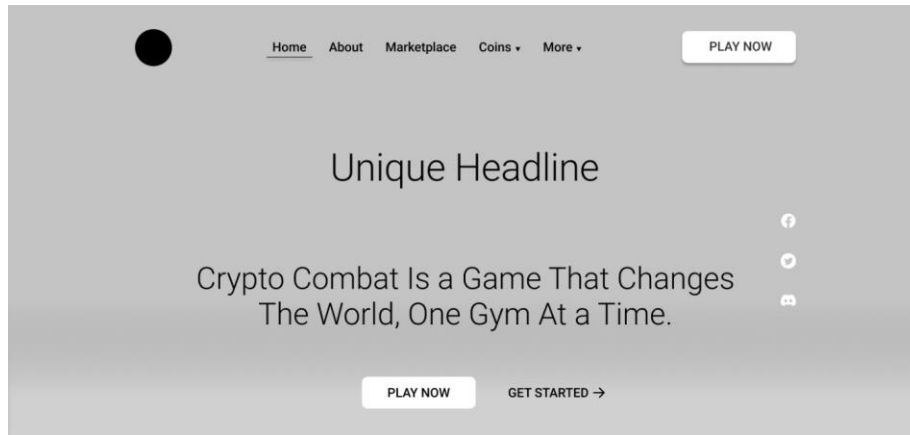 Home About Marketplace Coins ▾ More ▾ PLAY NOW
Unique Headline
Crypto Combat Is a Game That Changes
The World, One Gym At a Time.
PLAY NOW GET STARTED →